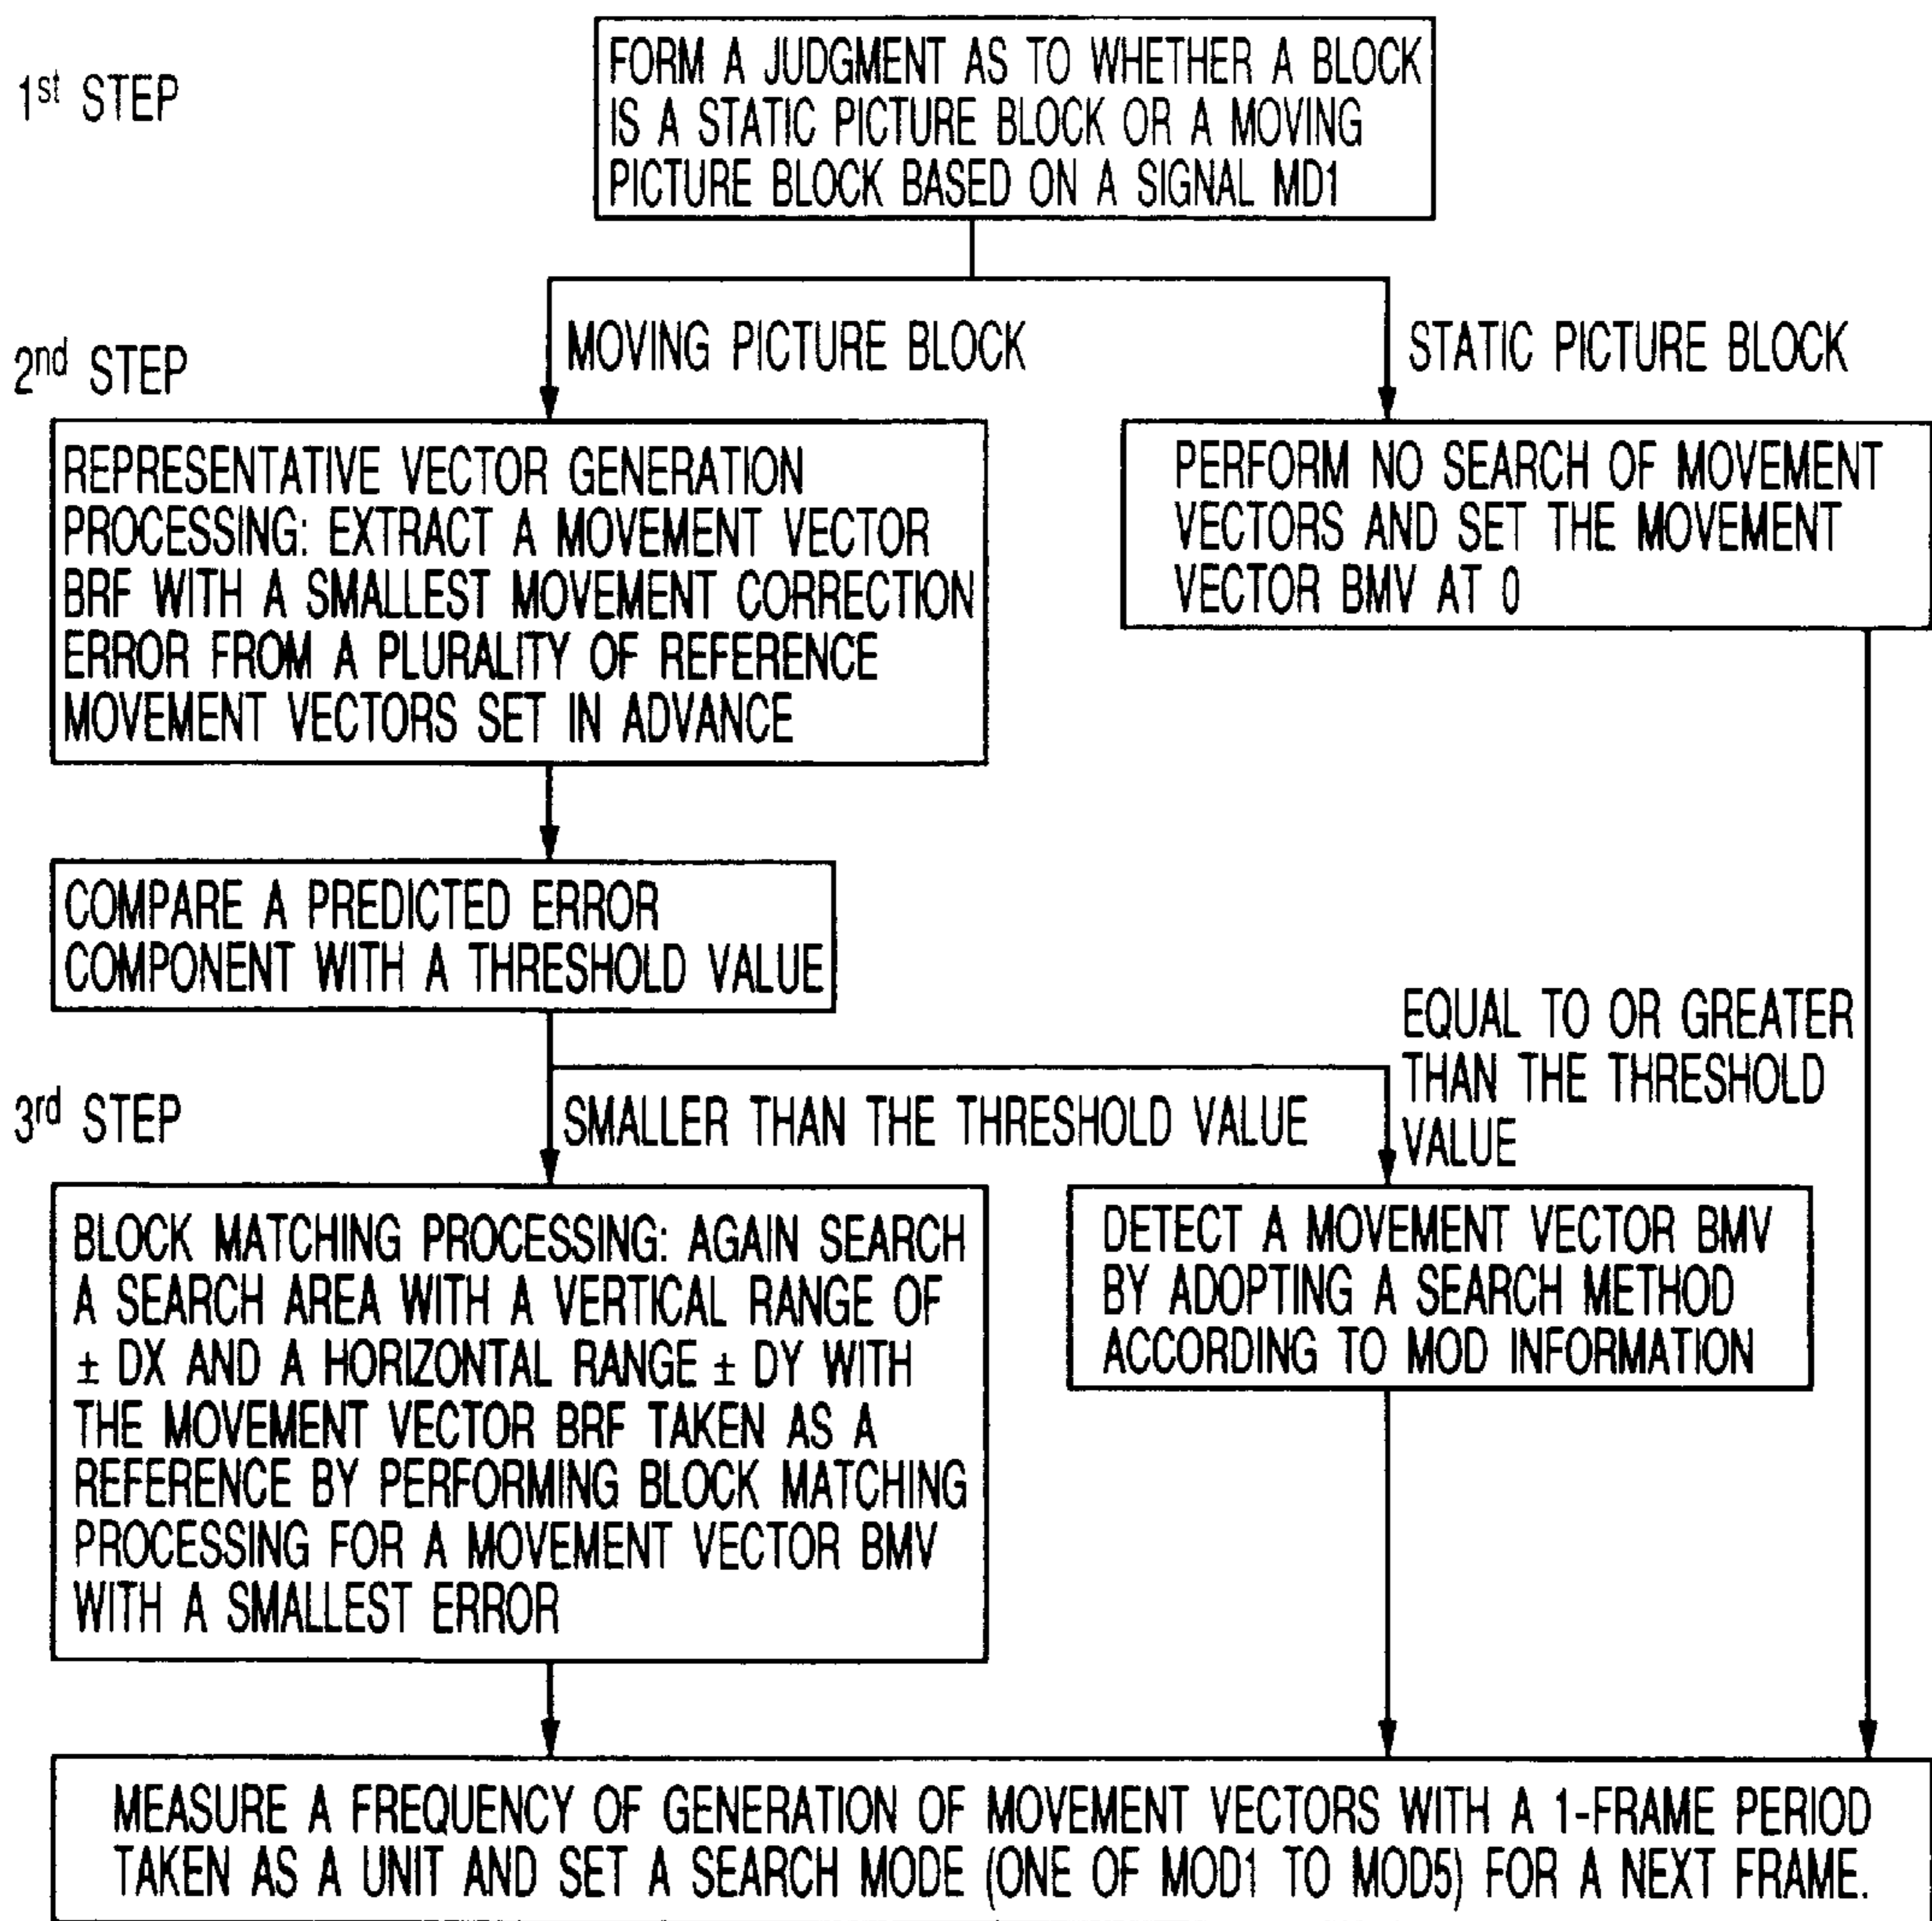 1st STEP
FORM A JUDGMENT AS TO WHETHER A BLOCK
IS A STATIC PICTURE BLOCK OR A MOVING
PICTURE BLOCK BASED ON A SIGNAL MD1
MOVING PICTURE BLOCK
STATIC PICTURE BLOCK
2nd STEP
REPRESENTATIVE VECTOR GENERATION
PROCESSING: EXTRACT A MOVEMENT VECTOR
BRF WITH A SMALLEST MOVEMENT CORRECTION
ERROR FROM A PLURALITY OF REFERENCE
MOVEMENT VECTORS SET IN ADVANCE
PERFORM NO SEARCH OF MOVEMENT
VECTORS AND SET THE MOVEMENT
VECTOR BMV AT 0
COMPARE A PREDICTED ERROR
COMPONENT WITH A THRESHOLD VALUE
EQUAL TO OR GREATER
THAN THE THRESHOLD
VALUE
3rd STEP
SMALLER THAN THE THRESHOLD VALUE
BLOCK MATCHING PROCESSING: AGAIN SEARCH
A SEARCH AREA WITH A VERTICAL RANGE OF
± DX AND A HORIZONTAL RANGE ± DY WITH
THE MOVEMENT VECTOR BRF TAKEN AS A
REFERENCE BY PERFORMING BLOCK MATCHING
PROCESSING FOR A MOVEMENT VECTOR BMV
WITH A SMALLEST ERROR
DETECT A MOVEMENT VECTOR BMV
BY ADOPTING A SEARCH METHOD
ACCORDING TO MOD INFORMATION
MEASURE A FREQUENCY OF GENERATION OF MOVEMENT VECTORS WITH A 1-FRAME PERIOD
TAKEN AS A UNIT AND SET A SEARCH MODE (ONE OF MOD1 TO MOD5) FOR A NEXT FRAME.